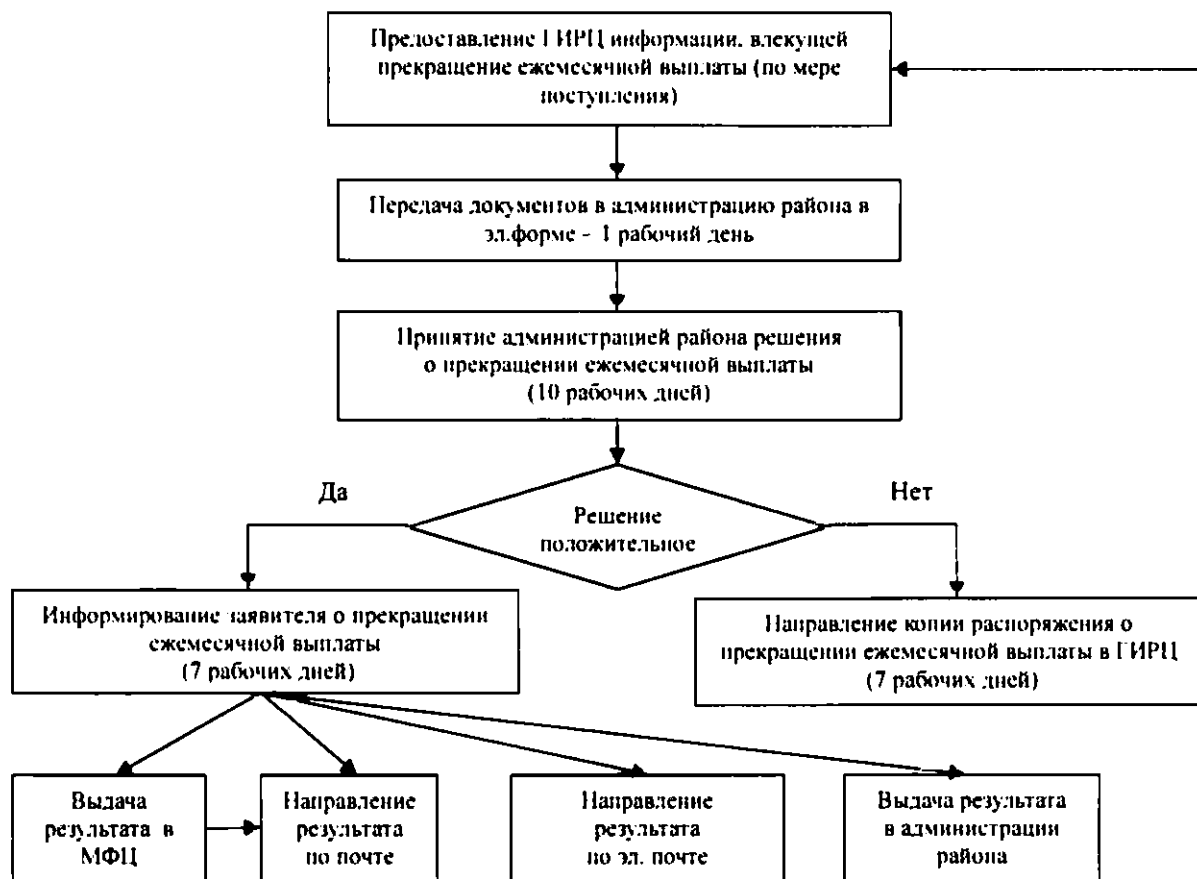 Предоставление ГИРЦ информации, влекущей
прекращение ежемесячной выплаты (по мере
поступления)
Передача документов в администрацию района в
эл.форме - 1 рабочий день
Принятие администрацией района решения
о прекращении ежемесячной выплаты
(10 рабочих дней)
Да
Нет
Решение
положительное
Информирование заявителя о прекращении
ежемесячной выплаты
(7 рабочих дней)
Направление копии распоряжения о
прекращении ежемесячной выплаты в ГИРЦ
(7 рабочих дней)
Выдача
результата в
МФЦ
Направление
результата
по почте
Направление
результата
по эл. почте
Выдача результата
в администрации
района